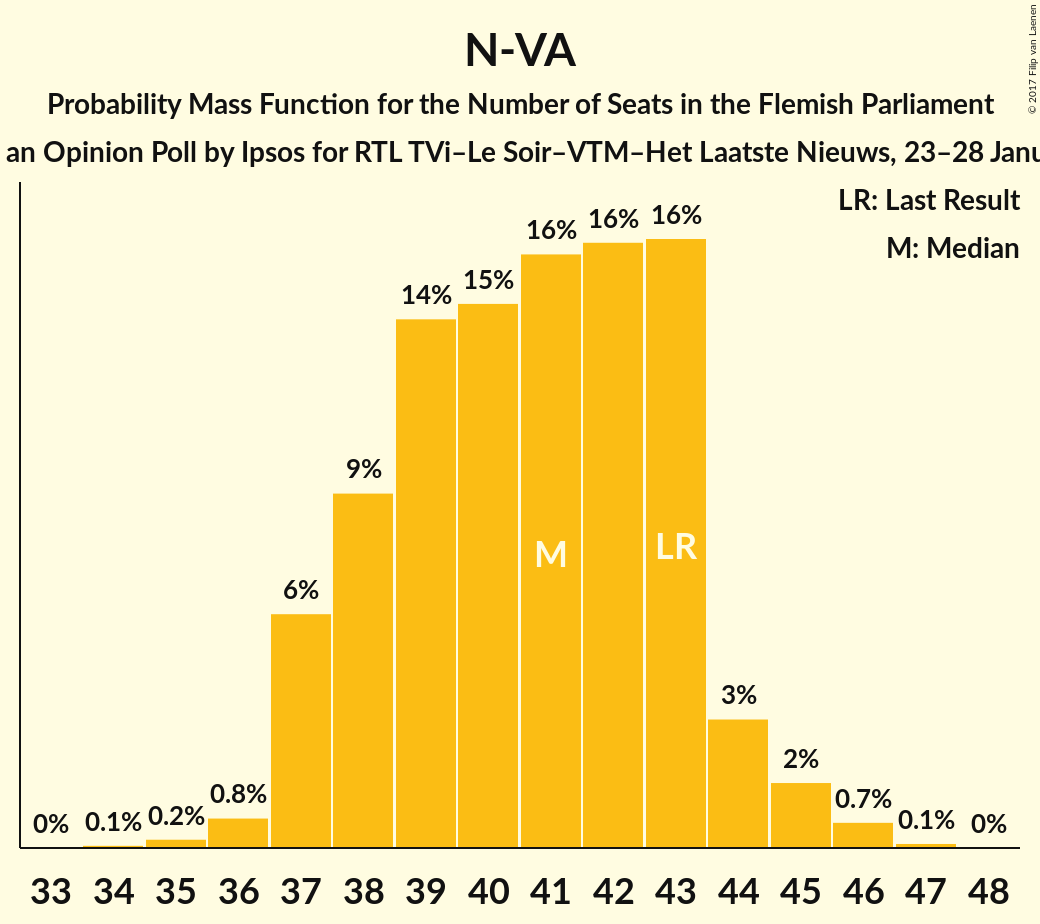 N-VA
Probability Mass Function for the Number of Seats in the Flemish Parliament
an Opinion Poll by Ipsos for RTL TVi–Le Soir–VTM–Het Laatste Nieuws, 23–28 Janu
© 2017 Filip van Laenen
LR: Last Result
M: Median
0% 0.1% 0.2% 0.8% 6% 9% 14% 15% 16% 16% 16% 3% 2% 0.7% 0.1% 0%
M LR
33 34 35 36 37 38 39 40 41 42 43 44 45 46 47 48